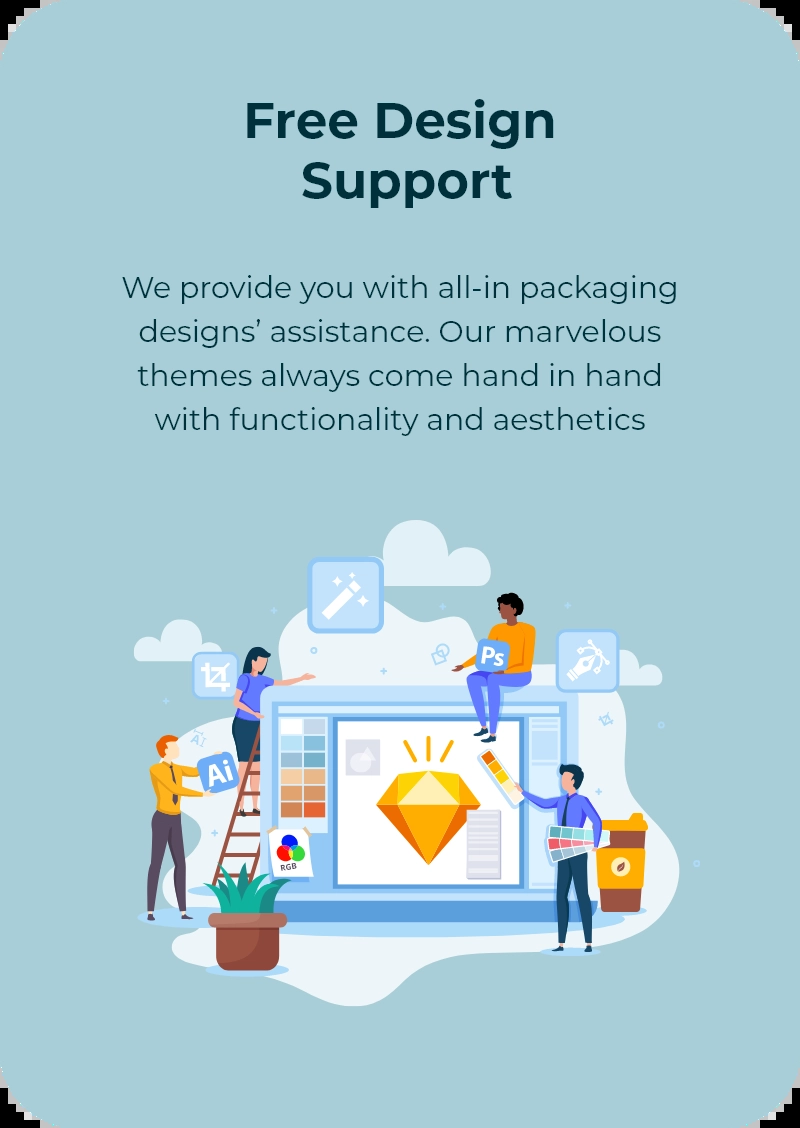 Free Design
Support
We provide you with all-in packaging
designs’ assistance. Our marvelous
themes always come hand in hand
with functionality and aesthetics
Ps
Ai
Ai
RGB